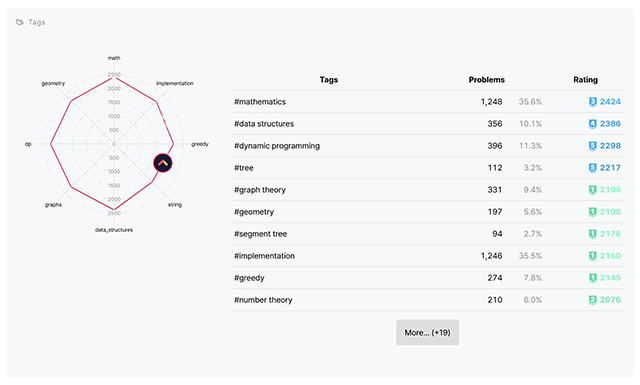 Tags
math
geometry
implementation
dp
greedy
graphs
string
data_structures
2500
2000
1500
1000
500
0
500
1000
1500
2000
2500
Tags Problems Rating
#mathematics 1,248 35.6% 3 2424
#data structures 356 10.1% 4 2386
#dynamic programming 396 11.3% 5 2298
#tree 112 3.2% 5 2217
#graph theory 331 9.4% 1 2199
#geometry 197 5.6% 1
#segment tree 94 2.7% 1 2178
#implementation 1,246 35.5% 1 2160
#greedy 274 7.8% 1 2145
#number theory 210 6.0% 2 2076
More... (+19)